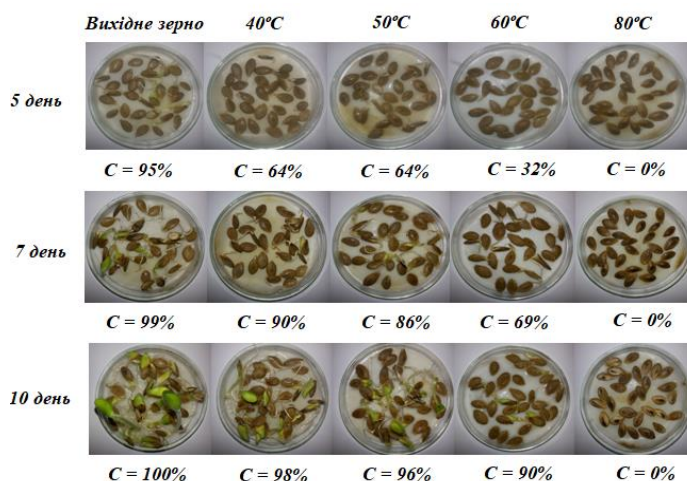 Вихідне зерно 40ºC 50ºC 60ºC 80ºC
5 день
C = 95% C = 64% C = 64% C = 32% C = 0%
7 день
C = 99% C = 90% C = 86% C = 69% C = 0%
10 день
C = 100% C = 98% C = 96% C = 90% C = 0%